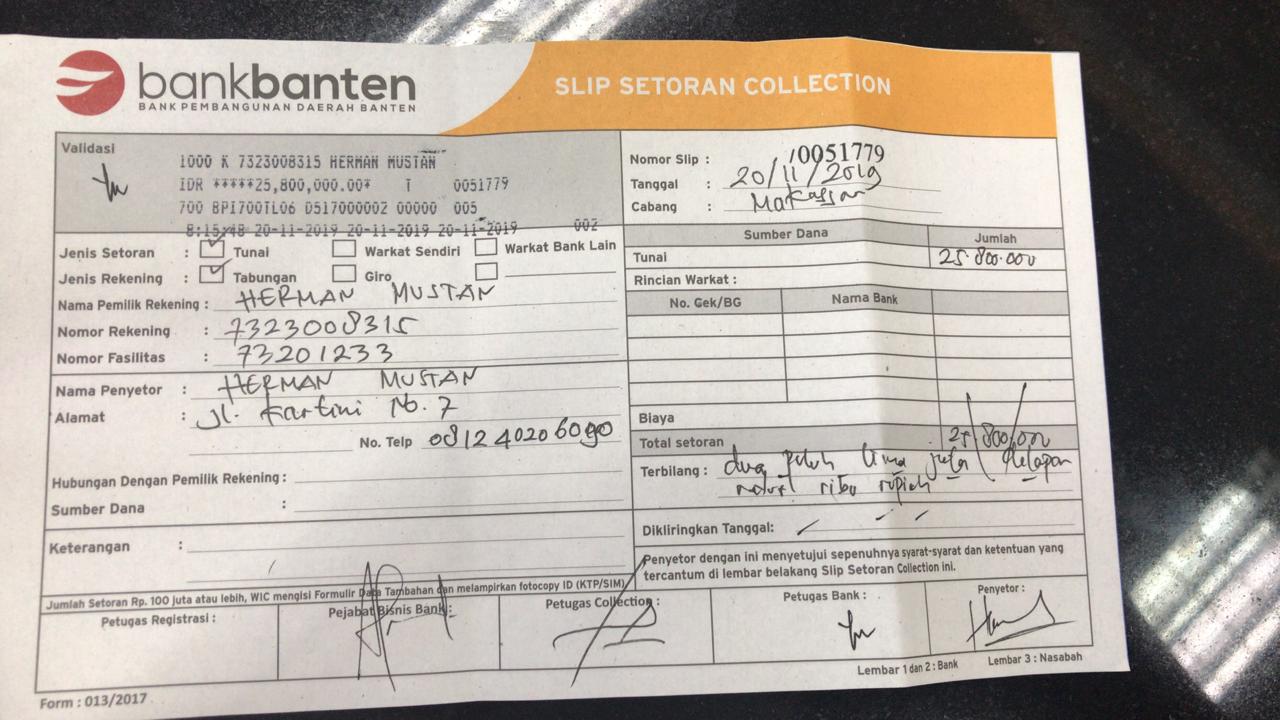 bankbanten
BANK PEMBANGUNAN DAERAH BANTEN
SLIP SETORAN COLLECTION
Validasi
1000 K 7323008315 HERMAN MUSTAN
IDR *****25,800,000.00* T 0051779
700 BPI700TL06 D517000002 00000 005
8:15:48 20-11-2019 20-11-2019 20-11-2019 002
Nomor Slip : 10051779
Tanggal : 20/11/2019
Cabang : Makassar
Jenis Setoran : Tunai Warkat Sendiri Warkat Bank Lain
Jenis Rekening : Tabungan Giro
Nama Pemilik Rekening : HERMAN MUSTAN
Nomor Rekening : 7323008315
Nomor Fasilitas : 73201233
Nama Penyetor : HERMAN MUSTAN
Alamat : Jl. Kartini No. 7
No. Telp 081240206090
Hubungan Dengan Pemilik Rekening :
Sumber Dana :
Keterangan :
Sumber Dana Jumlah
Tunai 25.800.000
Rincian Warkat :
No. Cek/BG Nama Bank
Biaya
Total setoran 25.800.000
Terbilang : dua puluh lima juta delapan
ratus ribu rupiah
Dikliringkan Tanggal:
Penyetor dengan ini menyetujui sepenuhnya syarat-syarat dan ketentuan yang
tercantum di lembar belakang Slip Setoran Collection ini.
Jumlah Setoran Rp. 100 juta atau lebih, WIC mengisi Formulir Data Tambahan dan melampirkan fotocopy ID (KTP/SIM)
Petugas Registrasi : Pejabat Bisnis Bank : Petugas Collection : Petugas Bank : Penyetor :
Lembar 1 dan 2 : Bank Lembar 3 : Nasabah
Form : 013/2017